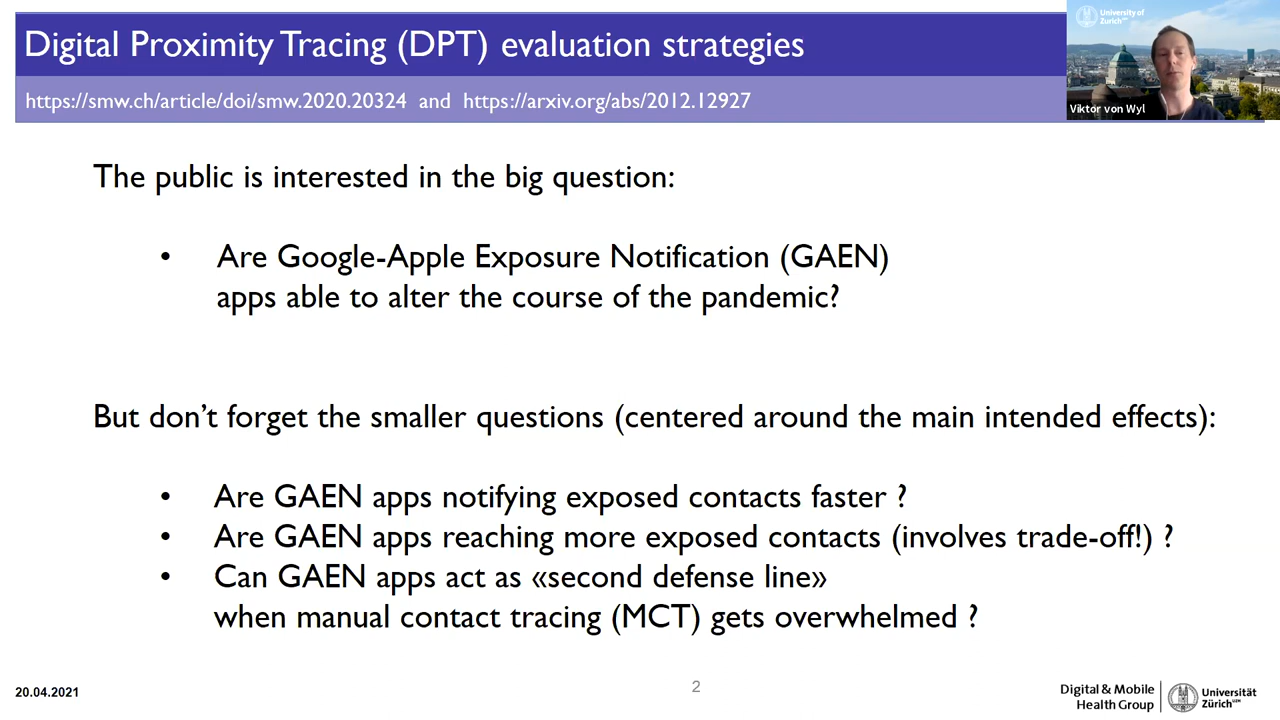 Digital Proximity Tracing (DPT) evaluation strategies
https://smw.ch/article/doi/smw.2020.20324 and https://arxiv.org/abs/2012.12927
University of
Zurich
Viktor von Wyl
The public is interested in the big question:
• Are Google-Apple Exposure Notification (GAEN)
apps able to alter the course of the pandemic?
But don’t forget the smaller questions (centered around the main intended effects):
• Are GAEN apps notifying exposed contacts faster ?
• Are GAEN apps reaching more exposed contacts (involves trade-off!) ?
• Can GAEN apps act as «second defense line»
when manual contact tracing (MCT) gets overwhelmed ?
20.04.2021
2
Digital & Mobile
Health Group
Universität
Zürich UZH